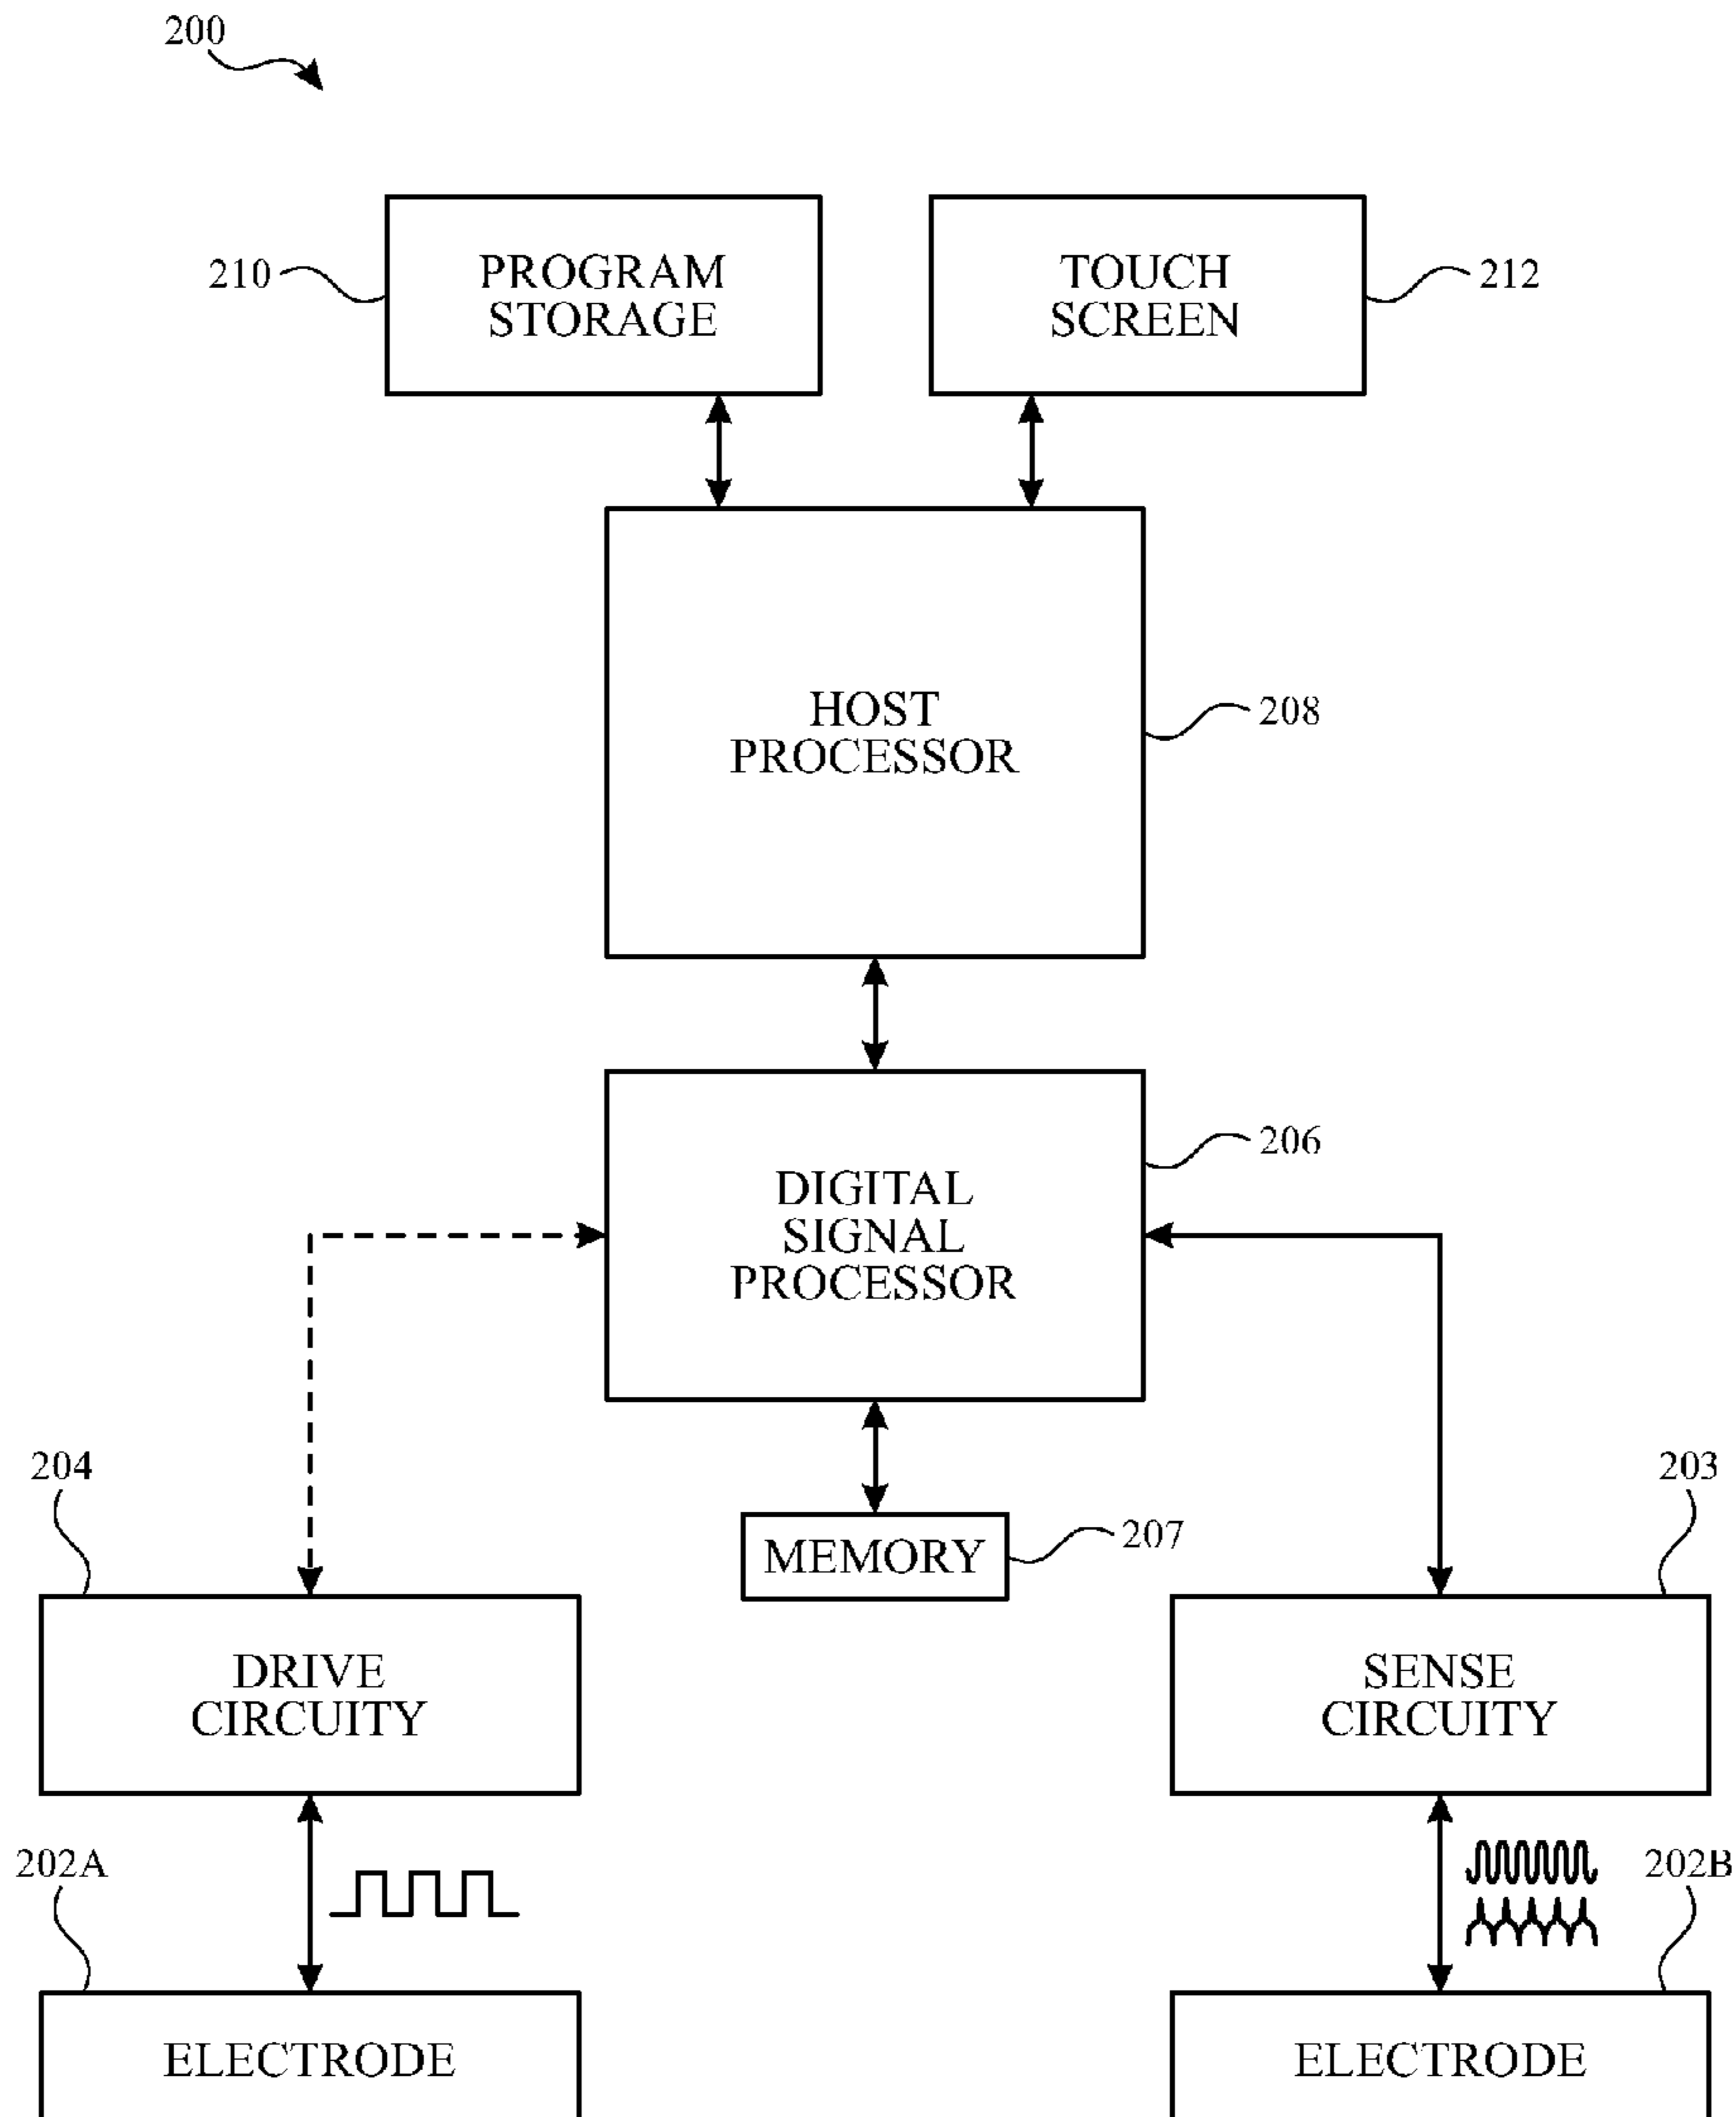 200
210
PROGRAM
STORAGE
TOUCH
SCREEN
212
HOST
PROCESSOR
208
DIGITAL
SIGNAL
PROCESSOR
206
204
203
MEMORY
207
DRIVE
CIRCUITY
SENSE
CIRCUITY
202A
202B
ELECTRODE
ELECTRODE